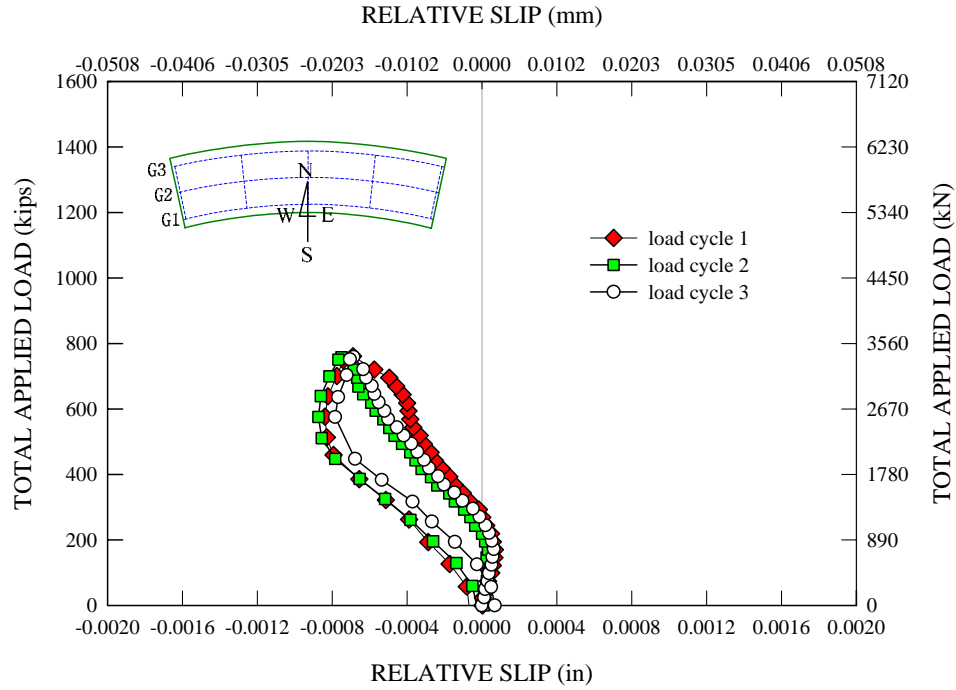 RELATIVE SLIP (mm)
-0.0508 -0.0406 -0.0305 -0.0203 -0.0102 0.0000 0.0102 0.0203 0.0305 0.0406 0.0508
1600 7120
1400 6230
1200 5340
1000 4450
800 3560
600 2670
400 1780
200 890
0 0
TOTAL APPLIED LOAD (kips)
TOTAL APPLIED LOAD (kN)
G3
G2
G1
N
W E
S
load cycle 1
load cycle 2
load cycle 3
-0.0020 -0.0016 -0.0012 -0.0008 -0.0004 0.0000 0.0004 0.0008 0.0012 0.0016 0.0020
RELATIVE SLIP (in)